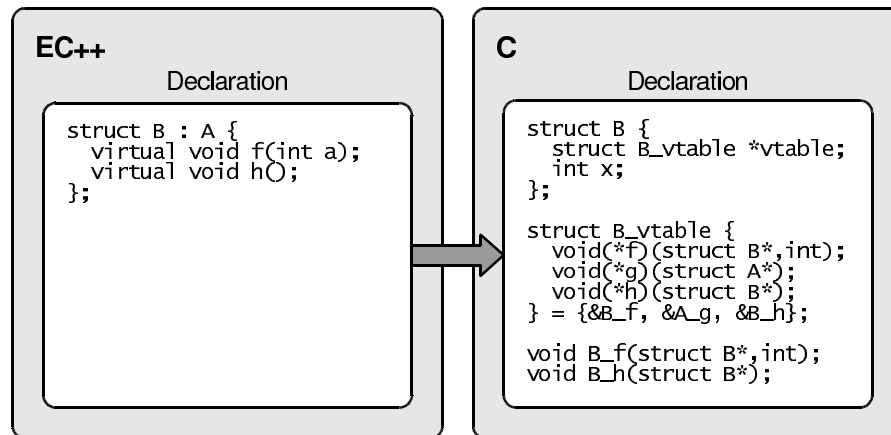 EC++
Declaration
struct B : A {
  virtual void f(int a);
  virtual void h();
};
C
Declaration
struct B {
  struct B_vtable *vtable;
  int x;
};
struct B_vtable {
  void(*f)(struct B*,int);
  void(*g)(struct A*);
  void(*h)(struct B*);
} = {&B_f, &A_g, &B_h};
void B_f(struct B*,int);
void B_h(struct B*);